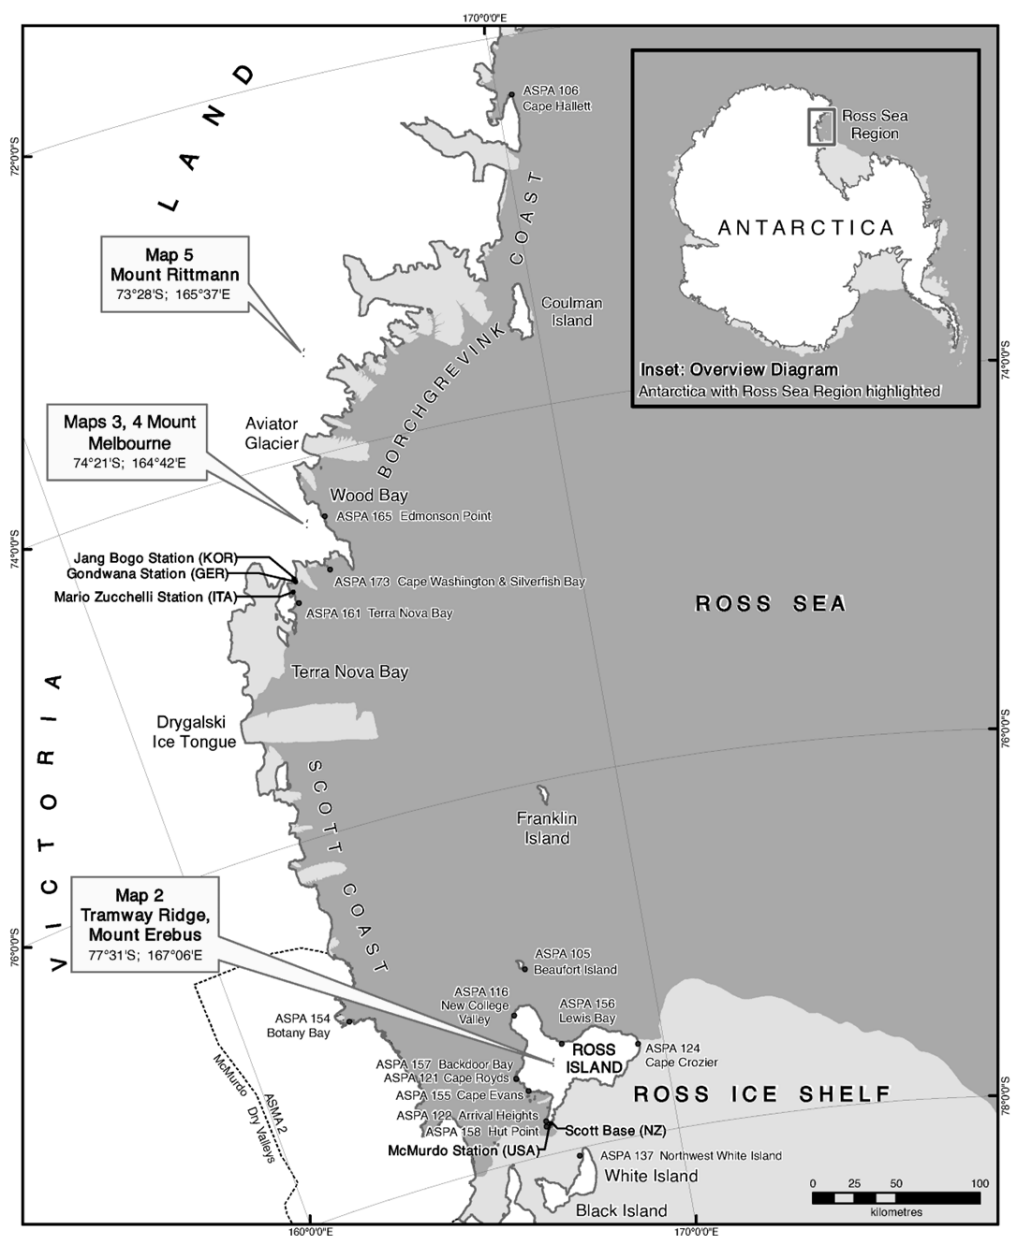 170°0'0"E
72°0'0"S
74°0'0"S
76°0'0"S
74°0'0"S
76°0'0"S
78°0'0"S
160°0'0"E
170°0'0"E
VICTORIA LAND
ASPA 106
Cape Hallett
Map 5
Mount Rittmann
73°28'S; 165°37'E
Coulman
Island
BORCHGREVINK COAST
Ross Sea
Region
ANTARCTICA
Inset: Overview Diagram
Antarctica with Ross Sea Region highlighted
Maps 3, 4 Mount
Melbourne
74°21'S; 164°42'E
Aviator
Glacier
Wood Bay
ASPA 165 Edmonson Point
Jang Bogo Station (KOR)
Gondwana Station (GER)
Mario Zucchelli Station (ITA)
ASPA 173 Cape Washington & Silverfish Bay
ASPA 161 Terra Nova Bay
ROSS SEA
Terra Nova Bay
Drygalski
Ice Tongue
SCOTT COAST
Franklin
Island
Map 2
Tramway Ridge,
Mount Erebus
77°31'S; 167°06'E
ASPA 105
Beaufort Island
ASPA 116
New College
Valley
ASPA 156
Lewis Bay
ASPA 154
Botany Bay
ROSS
ISLAND
ASPA 124
Cape Crozier
ASPA 157 Backdoor Bay
ASPA 121 Cape Royds
ASPA 155 Cape Evans
ASPA 122 Arrival Heights
ASPA 158 Hut Point
McMurdo Station (USA)
Scott Base (NZ)
ROSS ICE SHELF
ASMA 2
McMurdo Dry Valleys
ASPA 137 Northwest White Island
White Island
Black Island
0 25 50 100
kilometres